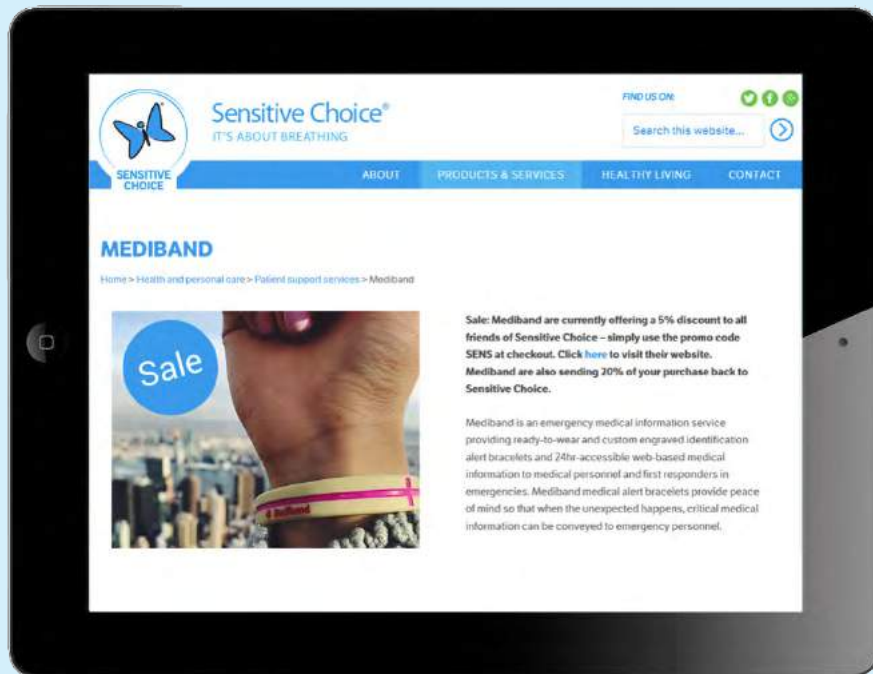 Sensitive Choice®
IT'S ABOUT BREATHING
SENSITIVE
CHOICE
FIND US ON:
Search this website...
ABOUT PRODUCTS & SERVICES HEALTHY LIVING CONTACT
MEDIBAND
Home > Health and personal care > Patient support services > Mediband
Sale
MediBand
Sale: Mediband are currently offering a 5% discount to all
friends of Sensitive Choice – simply use the promo code
SENS at checkout. Click here to visit their website.
Mediband are also sending 20% of your purchase back to
Sensitive Choice.
Mediband is an emergency medical information service
providing ready-to-wear and custom engraved identification
alert bracelets and 24hr-accessible web-based medical
information to medical personnel and first responders in
emergencies. Mediband medical alert bracelets provide peace
of mind so that when the unexpected happens, critical medical
information can be conveyed to emergency personnel.